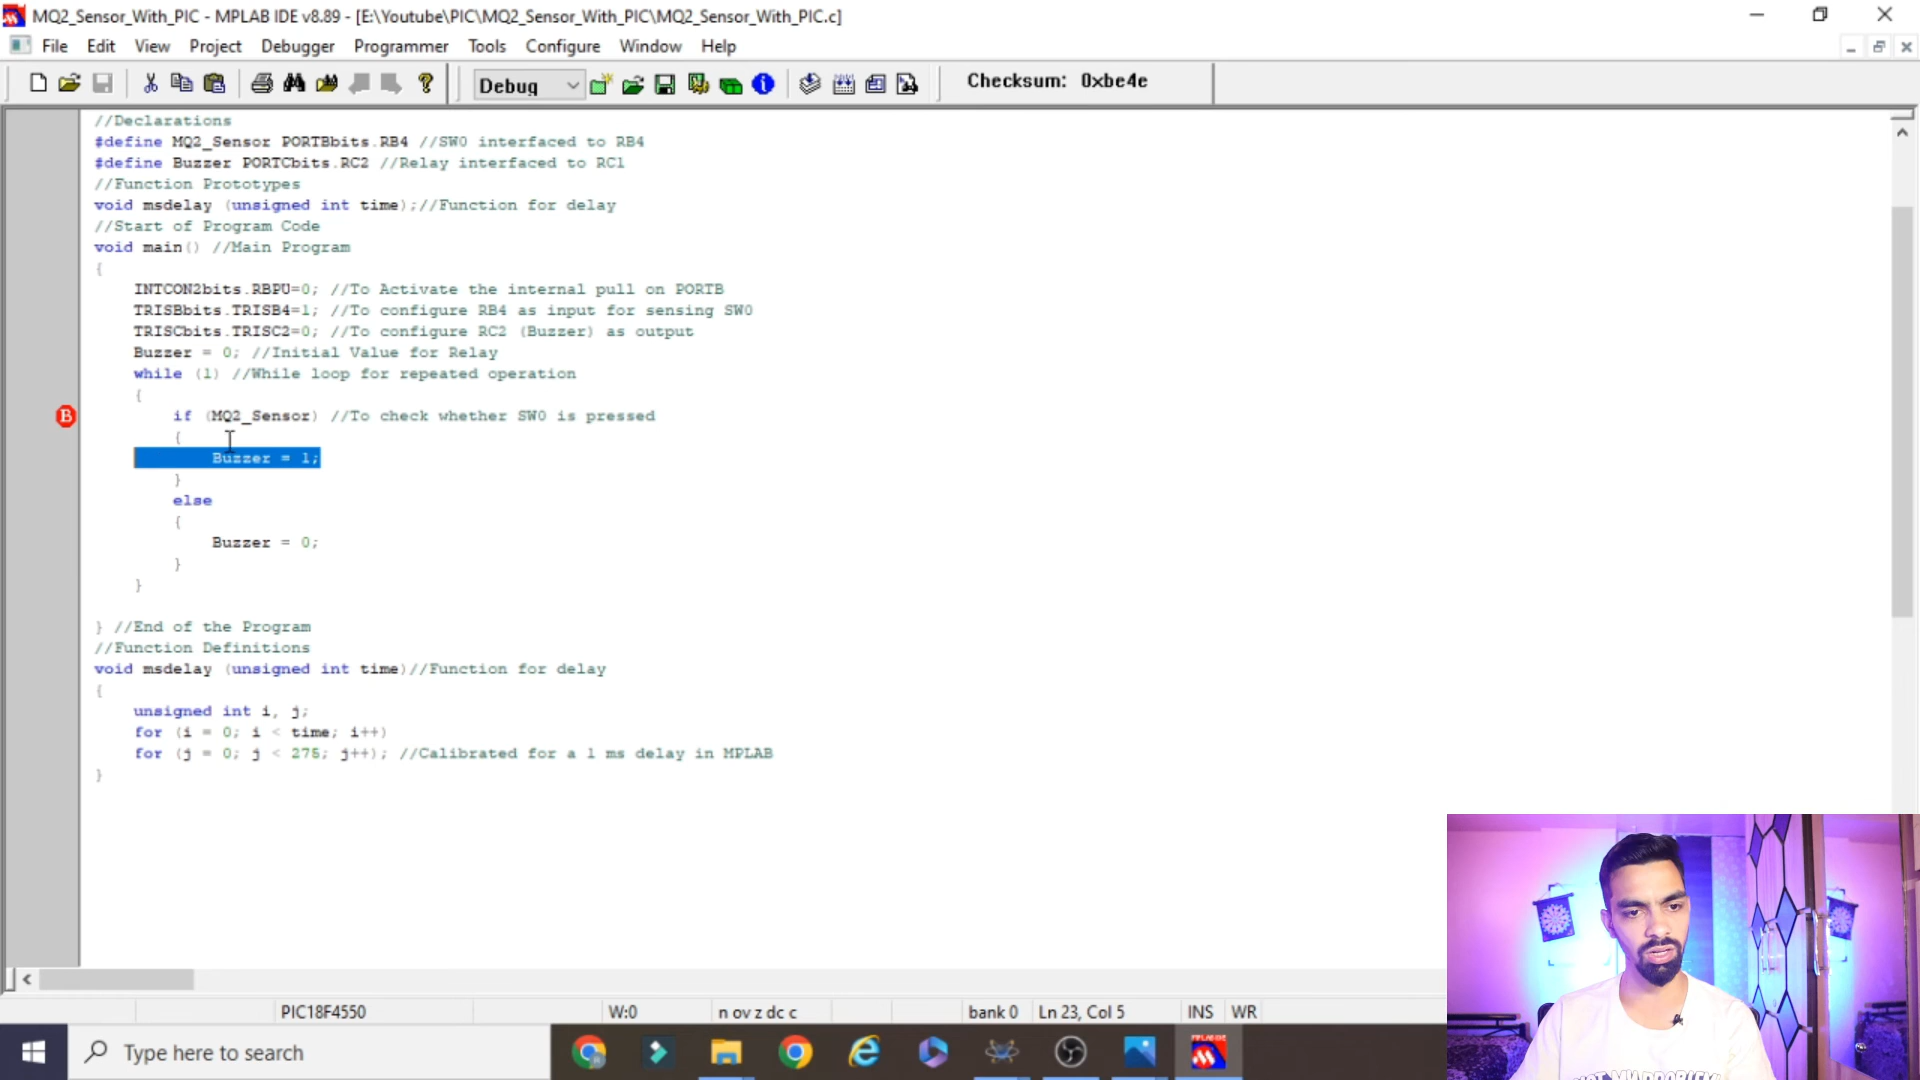 MQ2_Sensor_With_PIC - MPLAB IDE v8.89 - [E:\Youtube\PIC\MQ2_Sensor_With_PIC\MQ2_Sensor_With_PIC.c]
File Edit View Project Debugger Programmer Tools Configure Window Help
Debug
Checksum: 0xbe4e
//Declarations
#define MQ2_Sensor PORTBbits.RB4 //SW0 interfaced to RB4
#define Buzzer PORTCbits.RC2 //Relay interfaced to RC1
//Function Prototypes
void msdelay (unsigned int time);//Function for delay
//Start of Program Code
void main() //Main Program
{
INTCON2bits.RBPU=0; //To Activate the internal pull on PORTB
TRISBbits.TRISB4=1; //To configure RB4 as input for sensing SW0
TRISCbits.TRISC2=0; //To configure RC2 (Buzzer) as output
Buzzer = 0; //Initial Value for Relay
while (1) //While loop for repeated operation
{
B
if (MQ2_Sensor) //To check whether SW0 is pressed
{
Buzzer = 1;
}
else
{
Buzzer = 0;
}
}
} //End of the Program
//Function Definitions
void msdelay (unsigned int time)//Function for delay
{
unsigned int i, j;
for (i = 0; i < time; i++)
for (j = 0; j < 275; j++); //Calibrated for a 1 ms delay in MPLAB
}
PIC18F4550 W:0 n ov z dc c bank 0 Ln 23, Col 5 INS WR
Type here to search